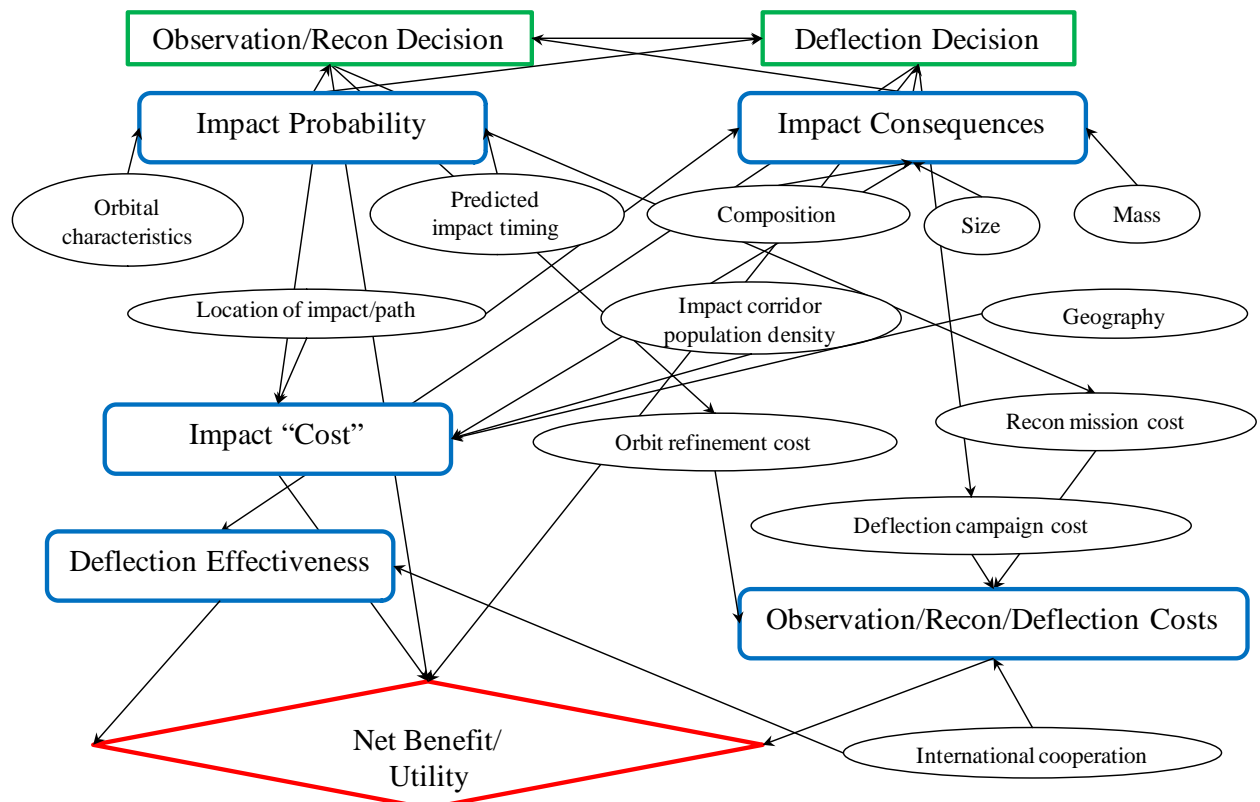 Observation/Recon Decision
Deflection Decision
Impact Probability
Impact Consequences
Orbital
characteristics
Predicted
impact timing
Composition
Size
Mass
Location of impact/path
Impact corridor
population density
Geography
Impact “Cost”
Orbit refinement cost
Recon mission cost
Deflection campaign cost
Deflection Effectiveness
Observation/Recon/Deflection Costs
Net Benefit/
Utility
International cooperation